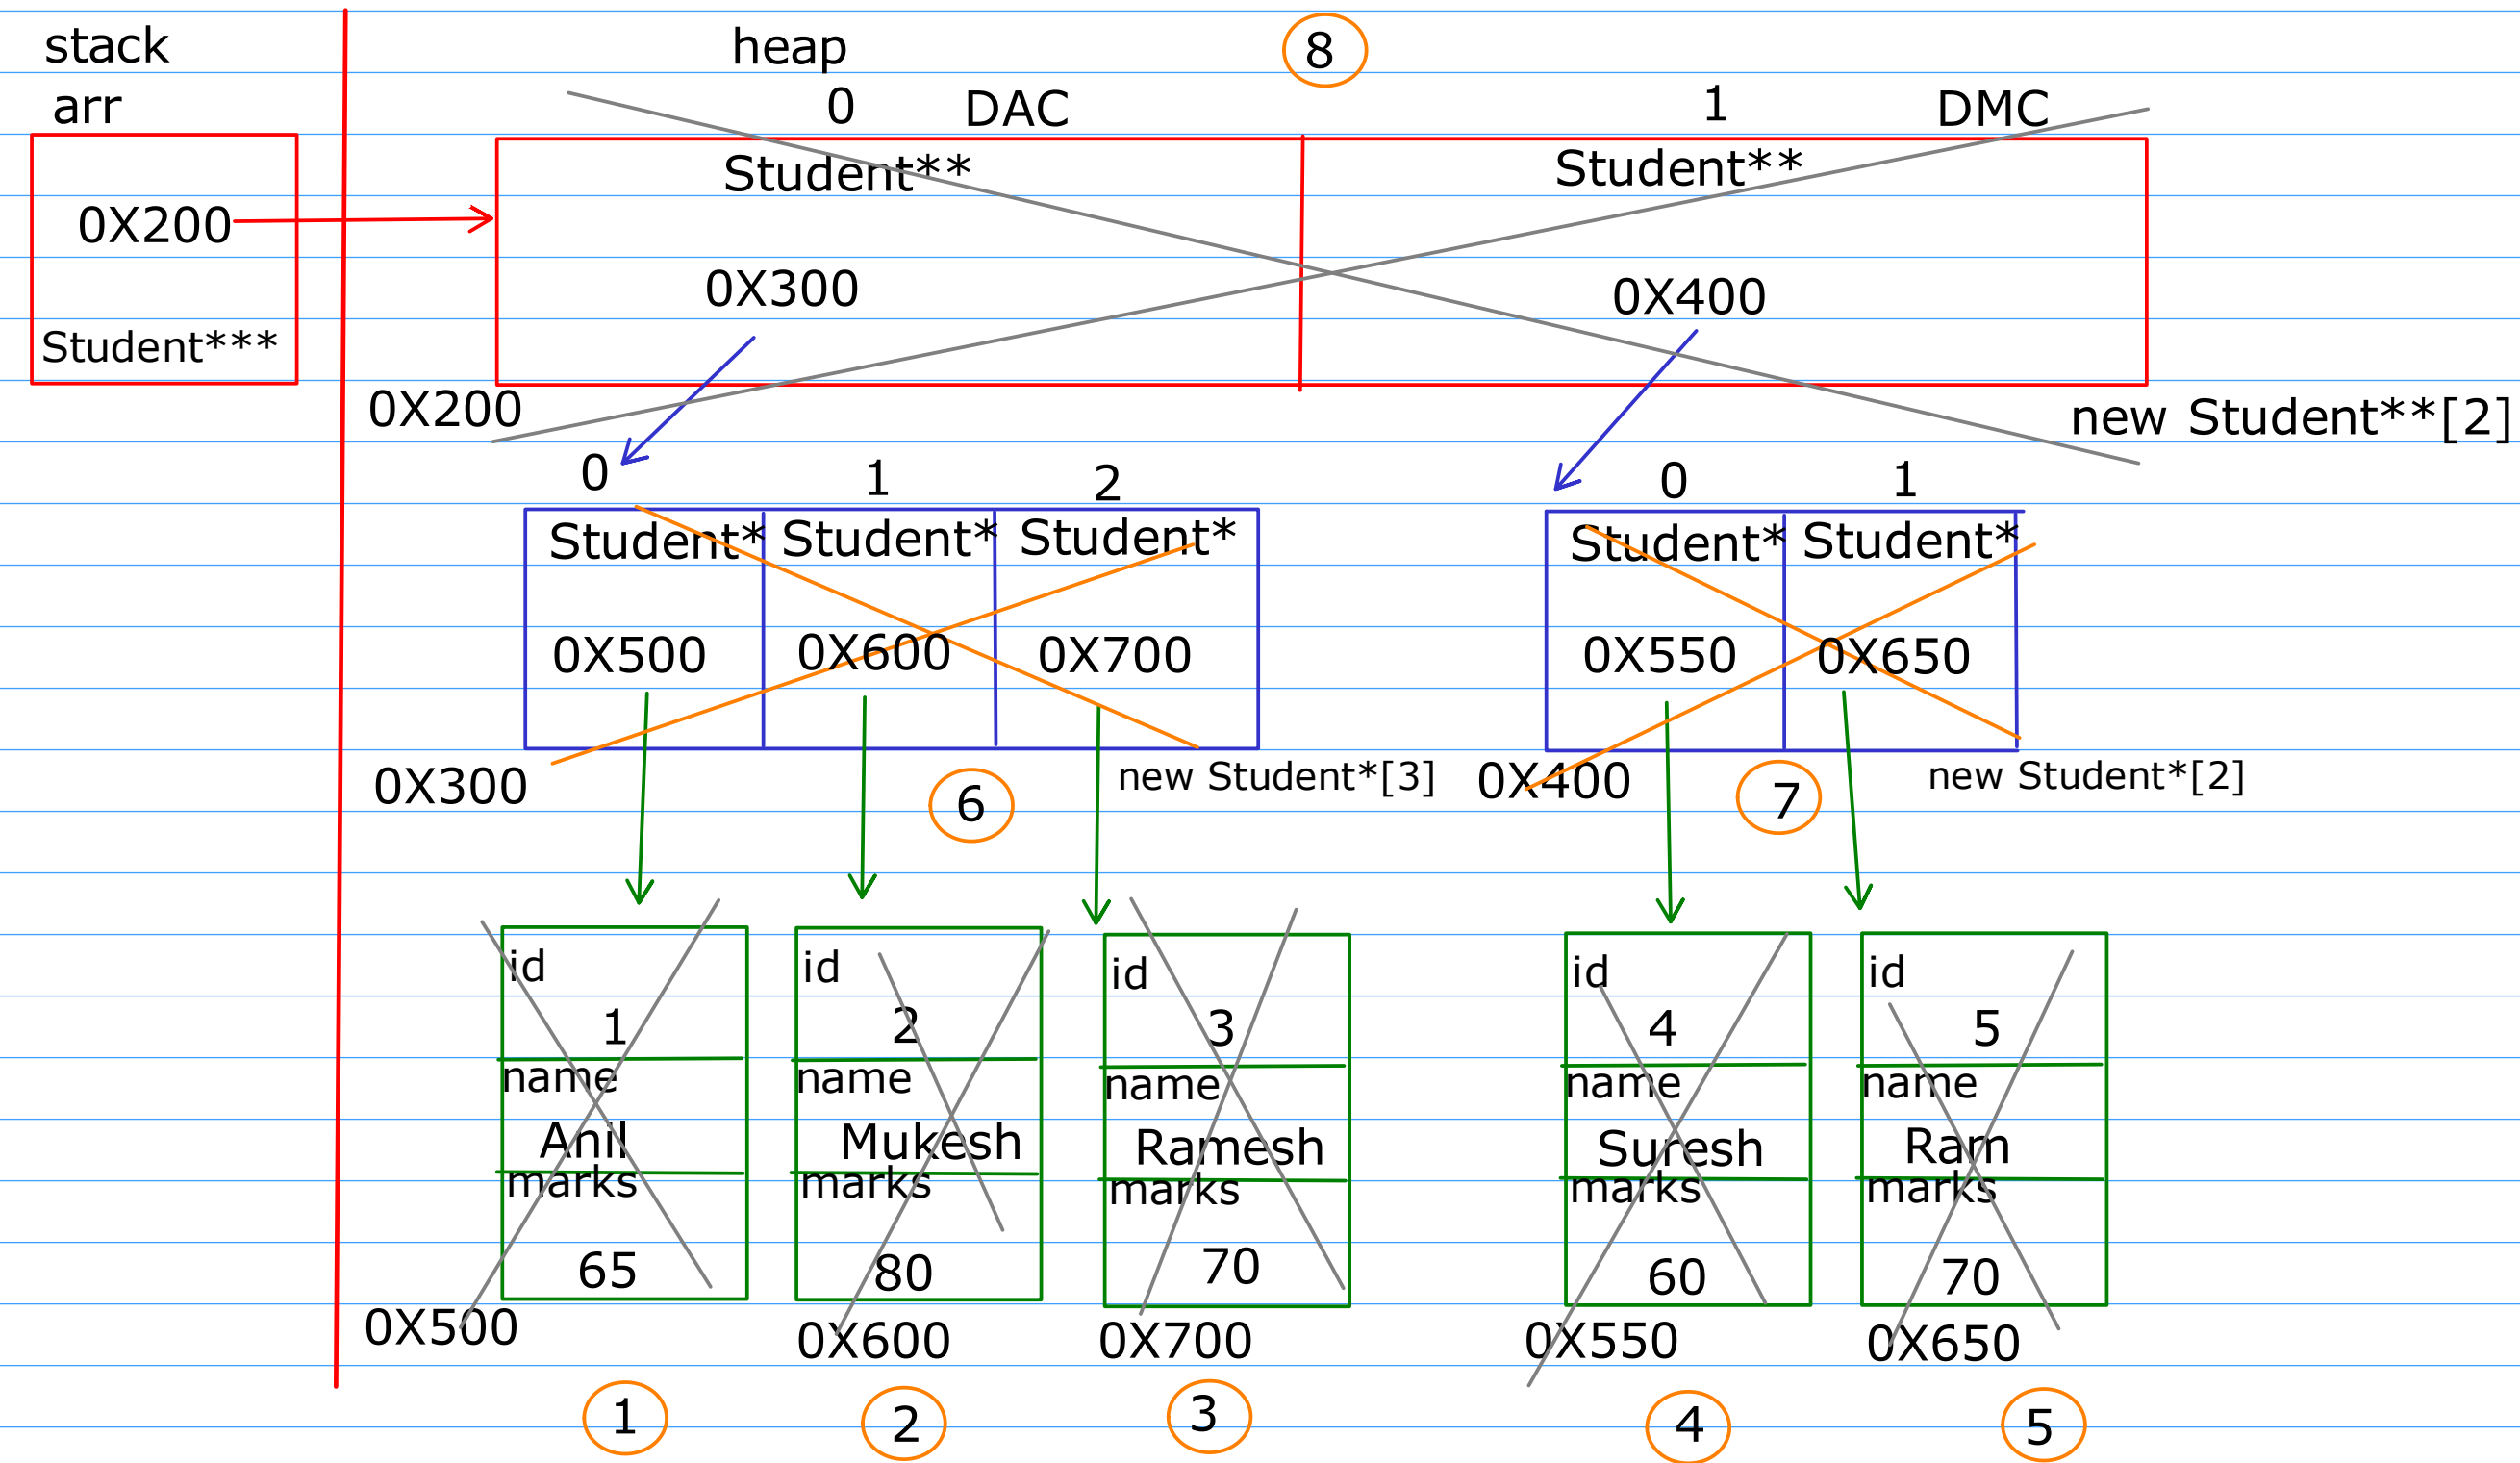 stack heap 8
arr 0 DAC 1 DMC
Student** Student**
0X200 0X300 0X400
Student***
0X200 new Student**[2]
0 1 2 0 1
Student* Student* Student* Student* Student*
0X500 0X600 0X700 0X550 0X650
0X300 6 new Student*[3] 0X400 7 new Student*[2]
id id id id id
1 2 3 4 5
name name name name name
Anil Mukesh Ramesh Suresh Ram
marks marks marks marks marks
65 80 70 60 70
0X500 0X600 0X700 0X550 0X650
1 2 3 4 5